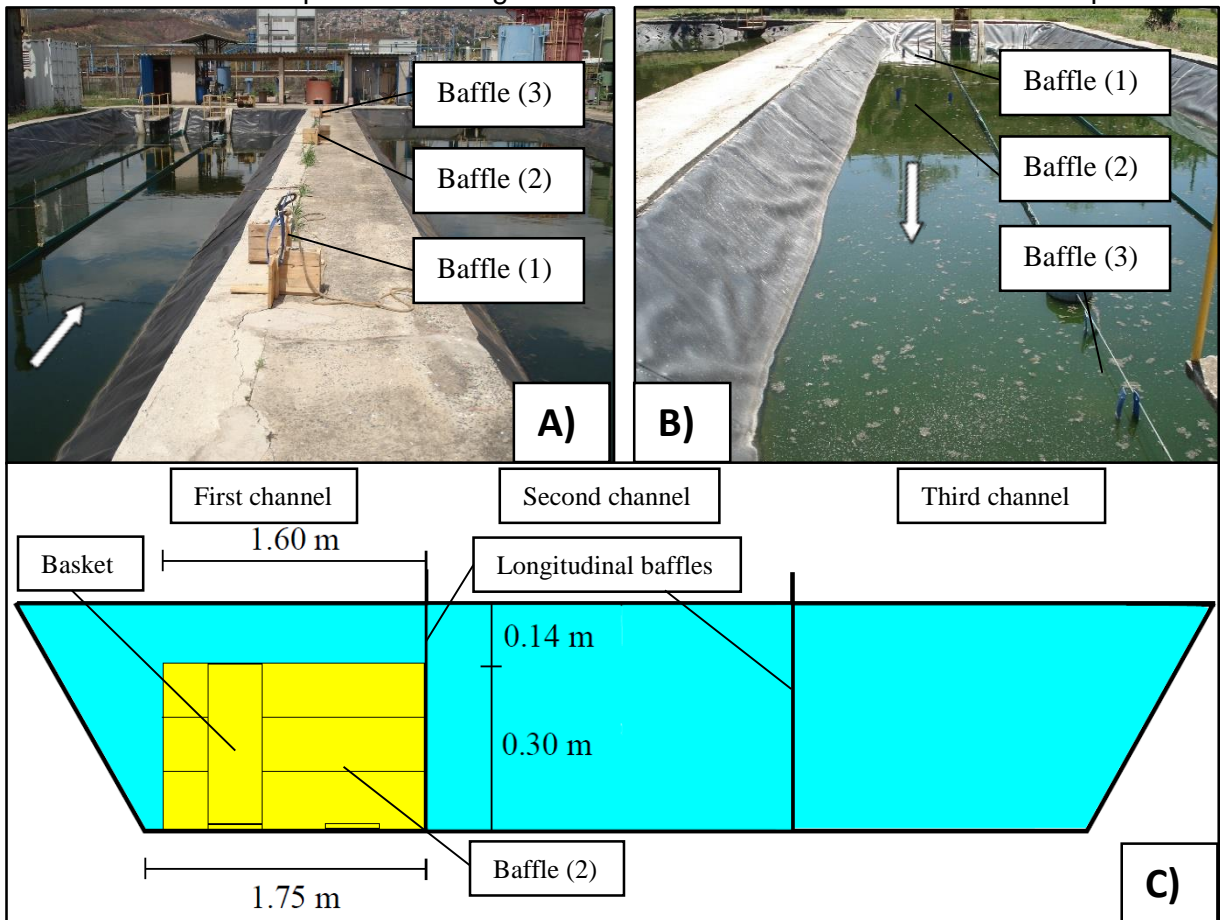 Baffle (3)
Baffle (2)
Baffle (1)
A)
Baffle (1)
Baffle (2)
Baffle (3)
B)
First channel
Second channel
Third channel
1.60 m
Basket
Longitudinal baffles
0.14 m
0.30 m
Baffle (2)
1.75 m
C)